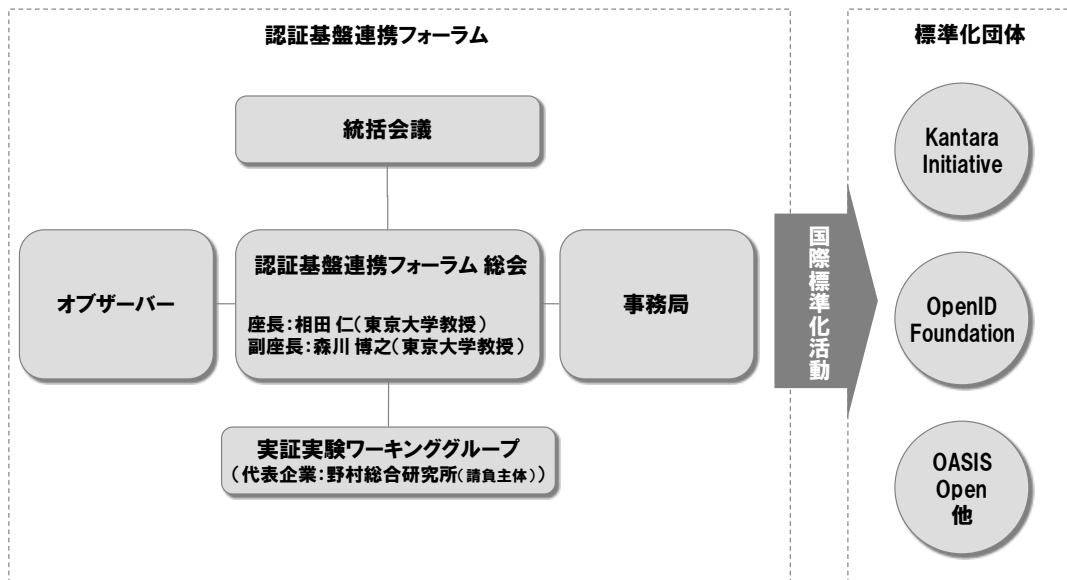 認証基盤連携フォーラム
統括会議
オブザーバー
認証基盤連携フォーラム 総会
座長:相田 仁(東京大学教授)
副座長:森川 博之(東京大学教授)
事務局
実証実験ワーキンググループ
(代表企業:野村総合研究所(請負主体))
国際標準化活動
標準化団体
Kantara
Initiative
OpenID
Foundation
OASIS
Open
他